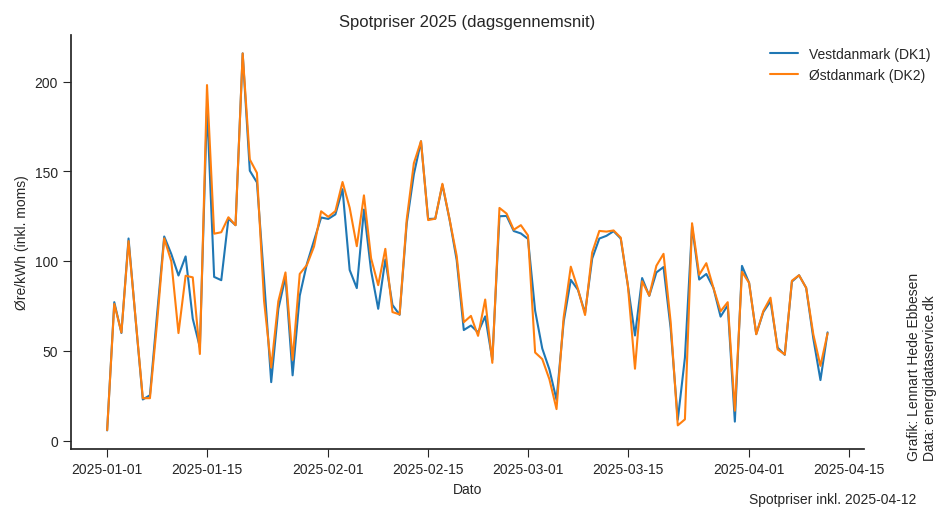 Spotpriser 2025 (dagsgennemsnit)
Vestdanmark (DK1)
Østdanmark (DK2)
Øre/kWh (inkl. moms)
200
150
100
50
0
2025-01-01
2025-01-15
2025-02-01
2025-02-15
2025-03-01
2025-03-15
2025-04-01
2025-04-15
Dato
Grafik: Lennart Hede Ebbesen
Data: energidataservice.dk
Spotpriser inkl. 2025-04-12